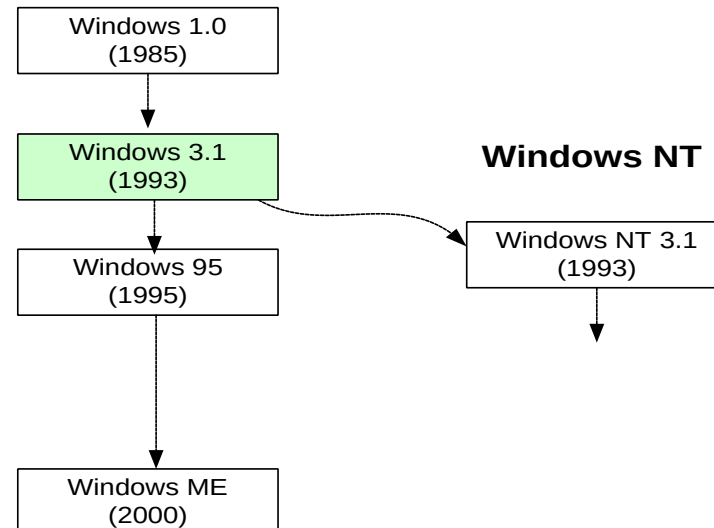 Windows 1.0
(1985)
Windows 3.1
(1993)
Windows NT
Windows NT 3.1
(1993)
Windows 95
(1995)
Windows ME
(2000)